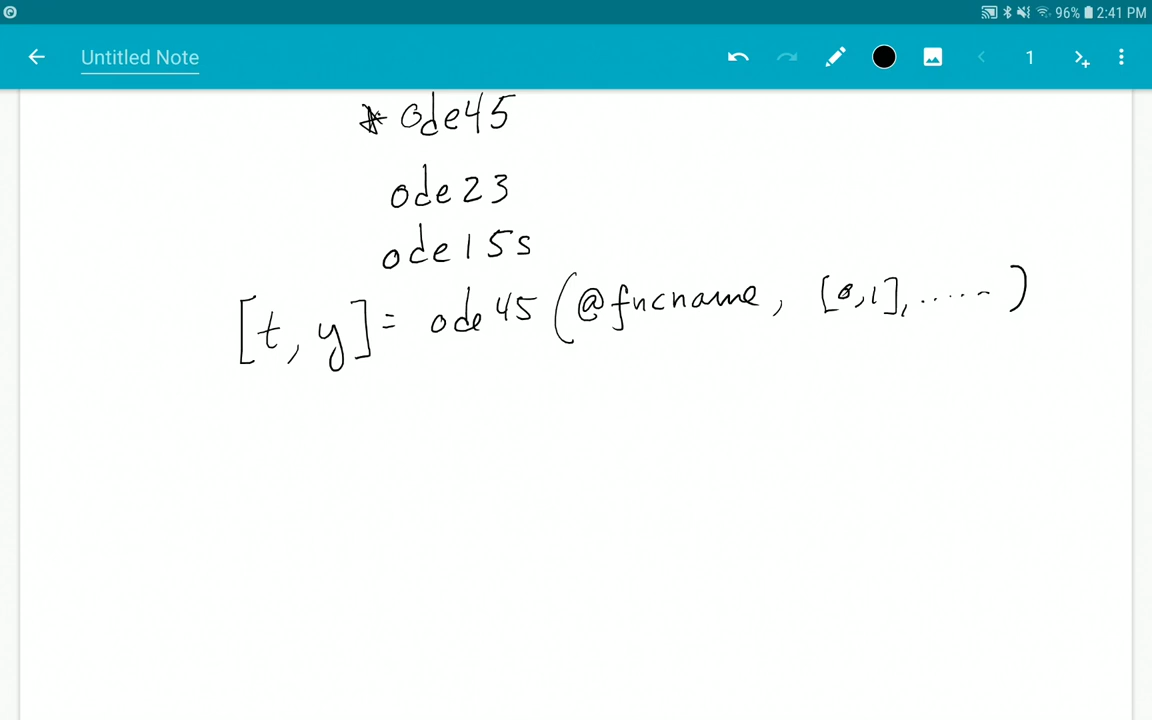 96% 2:41 PM
Untitled Note 1
* ode45
ode23
ode15s
[t, y] = ode45 (@fncname, [0,1], ..... )